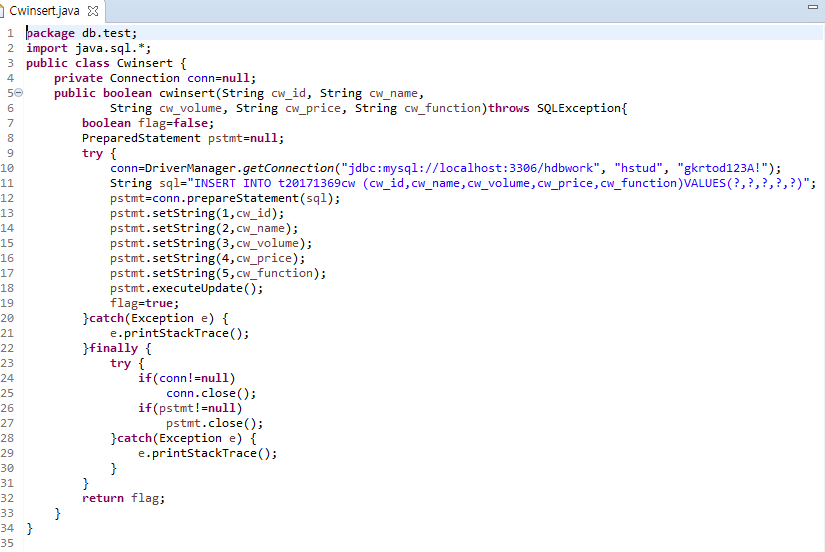 Cwinsert.java
1 package db.test;
2 import java.sql.*;
3 public class Cwinsert {
4     private Connection conn=null;
5     public boolean cwinsert(String cw_id, String cw_name,
6             String cw_volume, String cw_price, String cw_function)throws SQLException{
7         boolean flag=false;
8         PreparedStatement pstmt=null;
9         try {
10             conn=DriverManager.getConnection("jdbc:mysql://localhost:3306/hdbwork", "hstud", "gkrtod123A!");
11             String sql="INSERT INTO t20171369cw (cw_id,cw_name,cw_volume,cw_price,cw_function)VALUES(?,?,?,?,?)";
12             pstmt=conn.prepareStatement(sql);
13             pstmt.setString(1,cw_id);
14             pstmt.setString(2,cw_name);
15             pstmt.setString(3,cw_volume);
16             pstmt.setString(4,cw_price);
17             pstmt.setString(5,cw_function);
18             pstmt.executeUpdate();
19             flag=true;
20         }catch(Exception e) {
21             e.printStackTrace();
22         }finally {
23             try {
24                 if(conn!=null)
25                     conn.close();
26                 if(pstmt!=null)
27                     pstmt.close();
28             }catch(Exception e) {
29                 e.printStackTrace();
30             }
31         }
32         return flag;
33     }
34 }
35